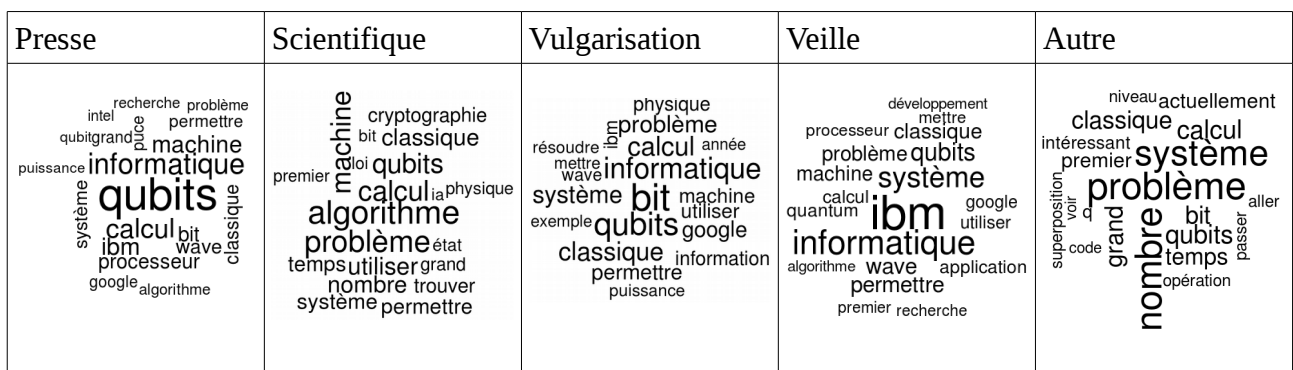 Presse
Scientifique
Vulgarisation
Veille
Autre
recherche problème
intel permettre
qubit grand puce machine
puissance informatique
qubits
système calcul bit classique
ibm wave
processeur
google algorithme
machine cryptographie
bit classique
loi qubits
premier calcul ia physique
algorithme
problème état
temps utiliser grand
nombre trouver
système permettre
physique
ibm problème
résoudre calcul année
mettre informatique
wave
système bit machine
utiliser
exemple qubits google
classique information
permettre
puissance
développement
mettre
processeur classique
problème qubits
machine système
calcul google
quantum ibm utiliser
informatique
algorithme wave application
permettre
premier recherche
niveau actuellement
classique calcul
intéressant système
premier
superposition voir problème aller
q grand nombre bit
code qubits passer
temps
opération